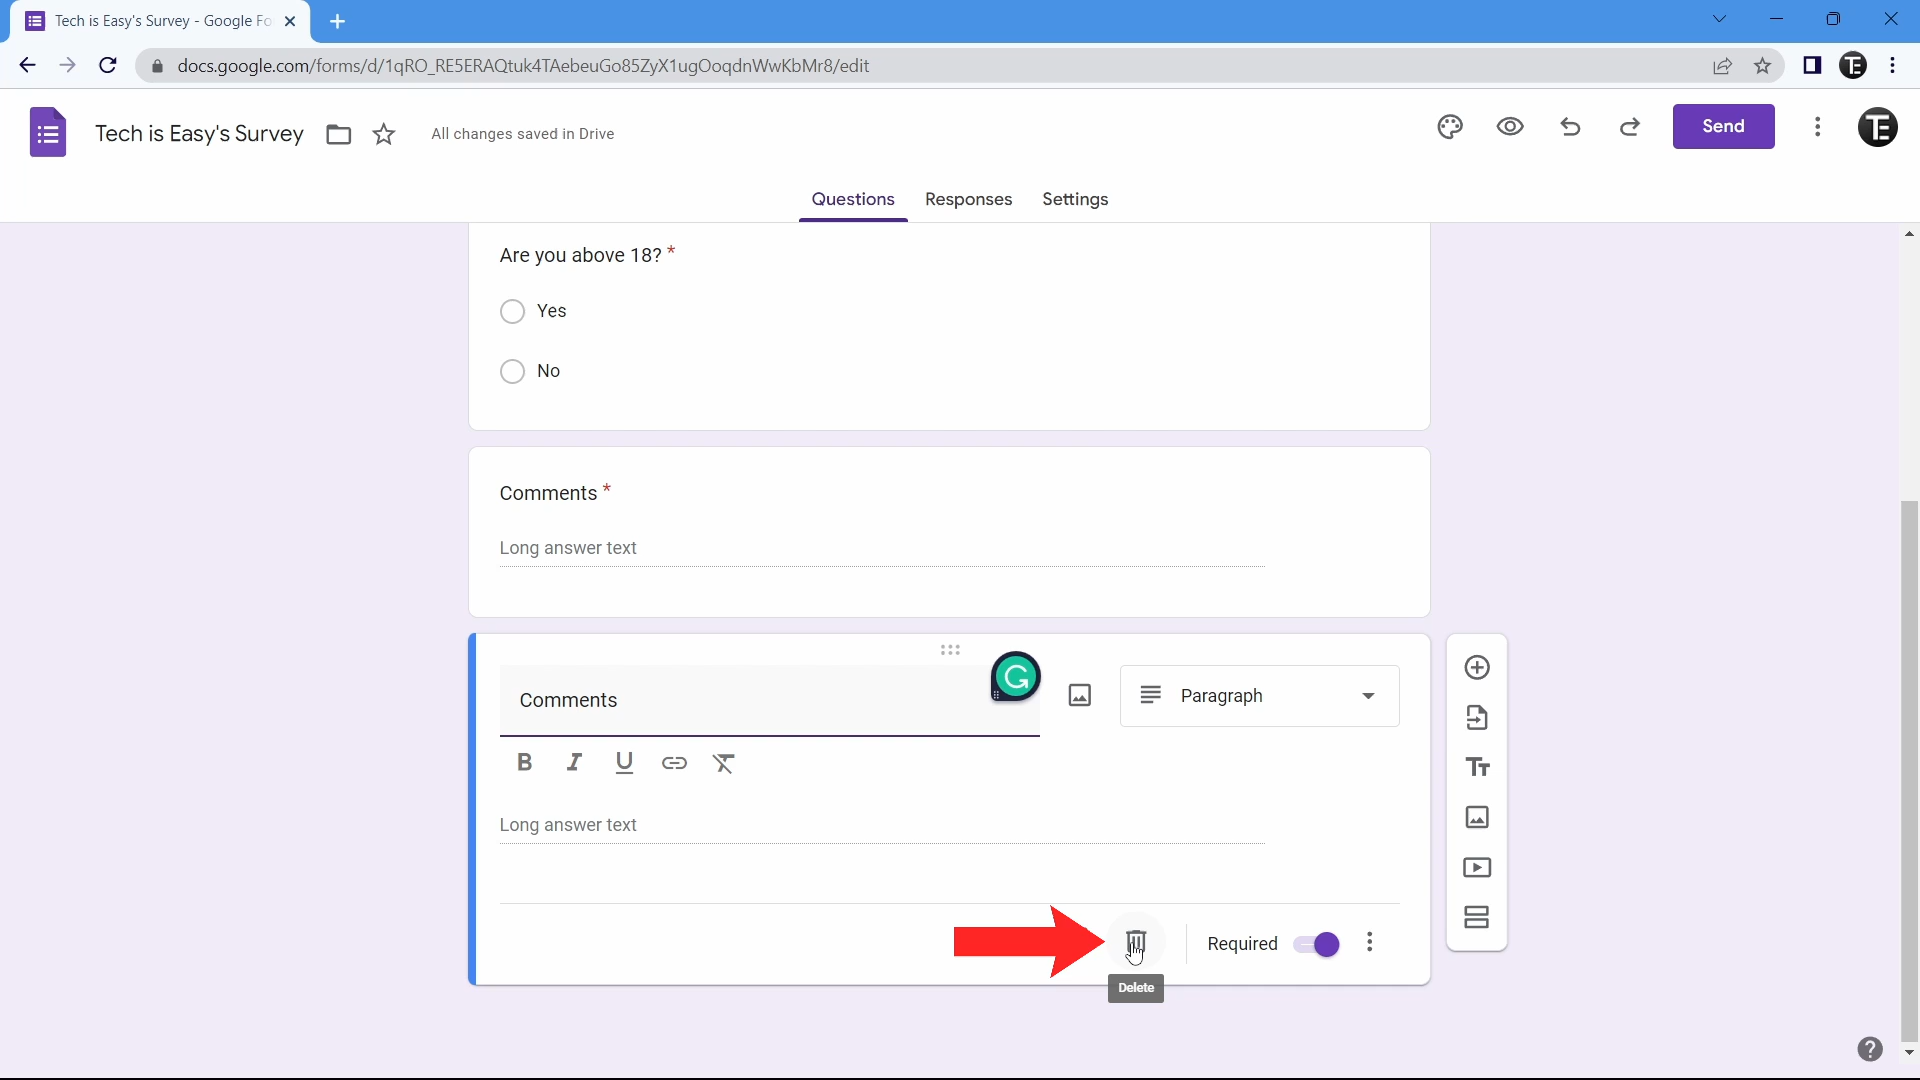 Tech is Easy's Survey - Google Fo
docs.google.com/forms/d/1qRO_RE5ERAQtuk4TAebeuGo85ZyX1ugOoqdnWwKbMr8/edit
Tech is Easy's Survey
All changes saved in Drive
Send
Questions
Responses
Settings
Are you above 18? *
Yes
No
Comments *
Long answer text
Comments
Paragraph
B I U
Long answer text
Required
Delete